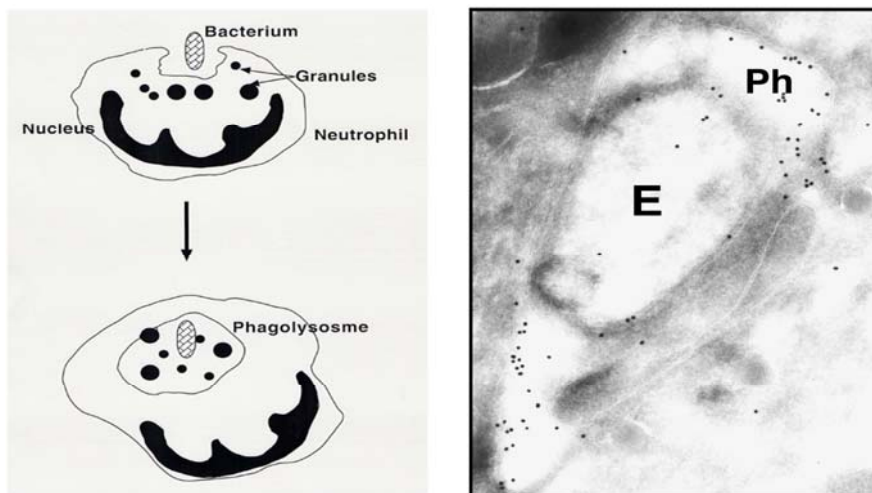 Bacterium
Granules
Nucleus
Neutrophil
Phagolysosme
Ph
E